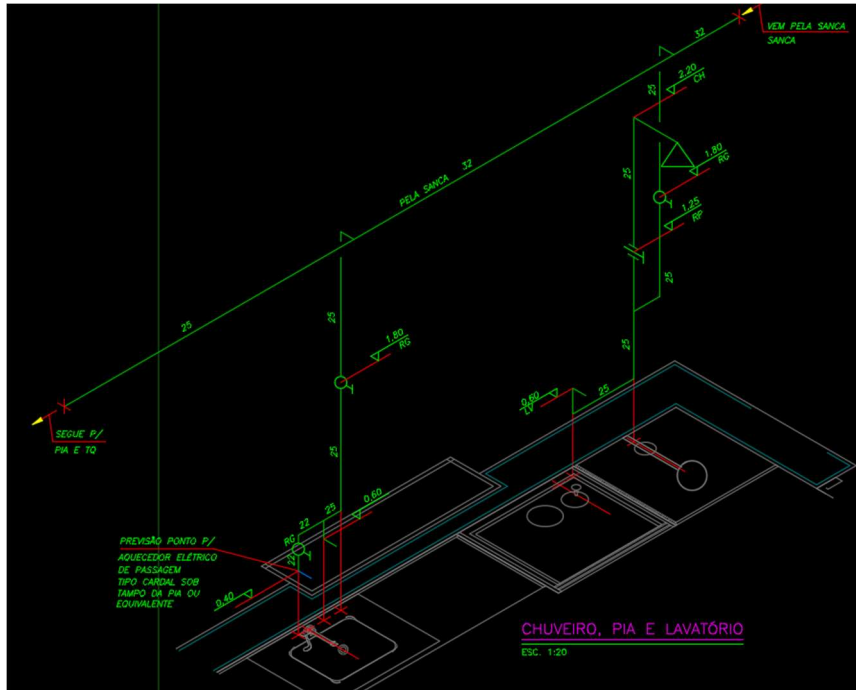 32
VEM PELA SANCA
SANCA
25
2,20
CH
PELA SANCA
32
25
1,80
RG
1,25
RP
25
25
25
25
1,80
RG
25
0,60
LV
25
SEGUE P/
PIA E TQ
22
25
0,60
RG
22
0,40
PREVISÃO PONTO P/
AQUECEDOR ELÉTRICO
DE PASSAGEM
TIPO CARDAL SOB
TAMPO DA PIA OU
EQUIVALENTE
CHUVEIRO, PIA E LAVATÓRIO
ESC. 1:20